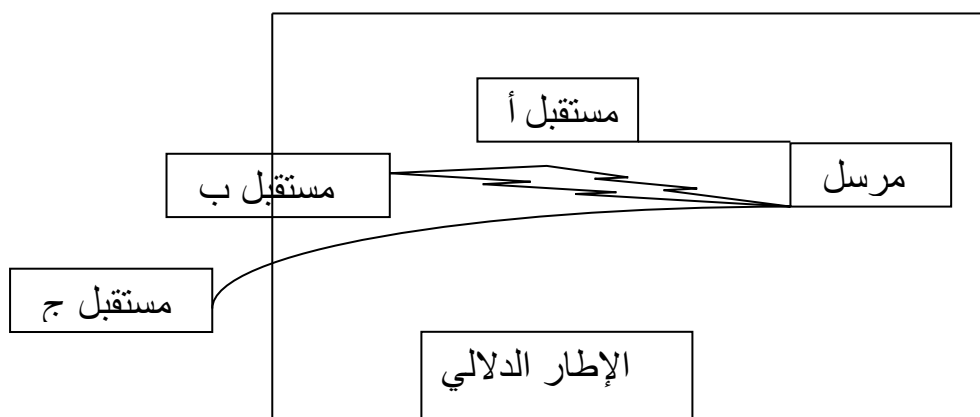 مستقبل أ
مرسل
مستقبل ب
مستقبل ج
الإطار الدلالي